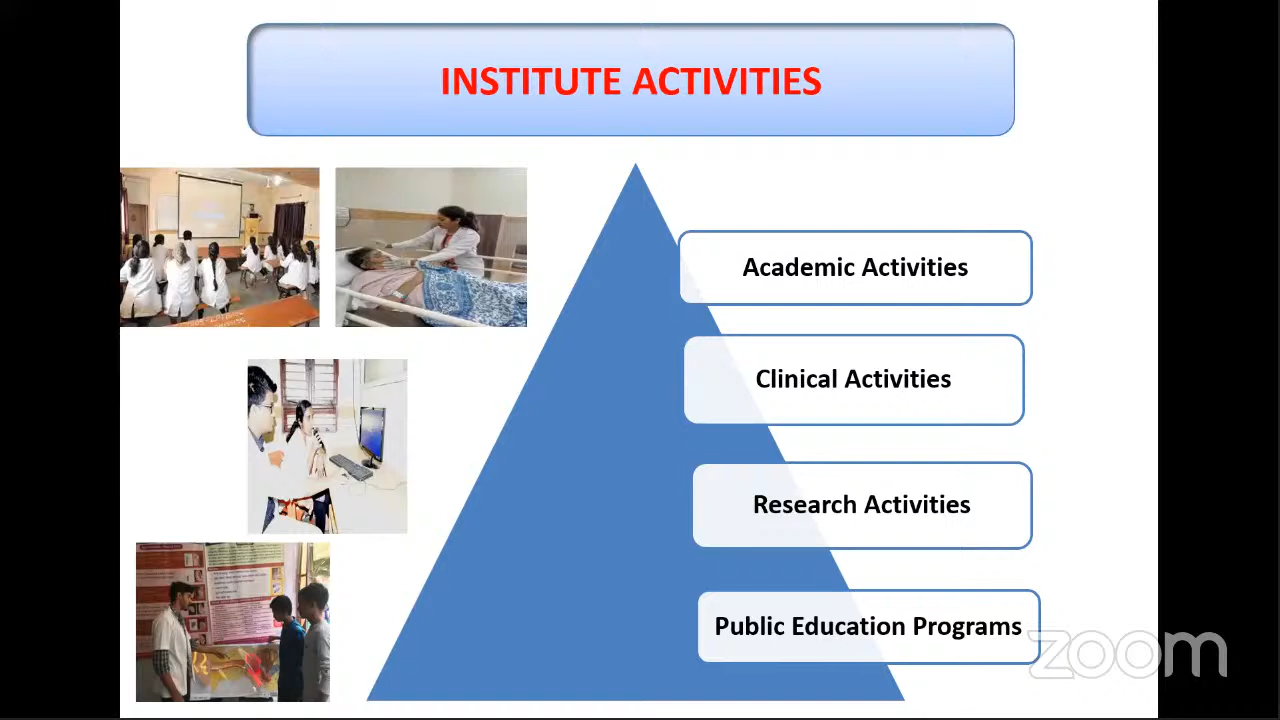 INSTITUTE ACTIVITIES
Academic Activities
Clinical Activities
Research Activities
Public Education Programs
zoom